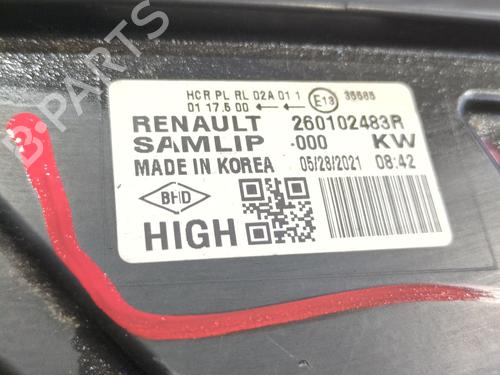 HCR PL RL 02A 01 1
01 17.5 00 ← ← E13 35565
RENAULT 260102483R
SAMLIP -000 KW
MADE IN KOREA 05/28/2021 08:42
BHD
HIGH
B-PARTS